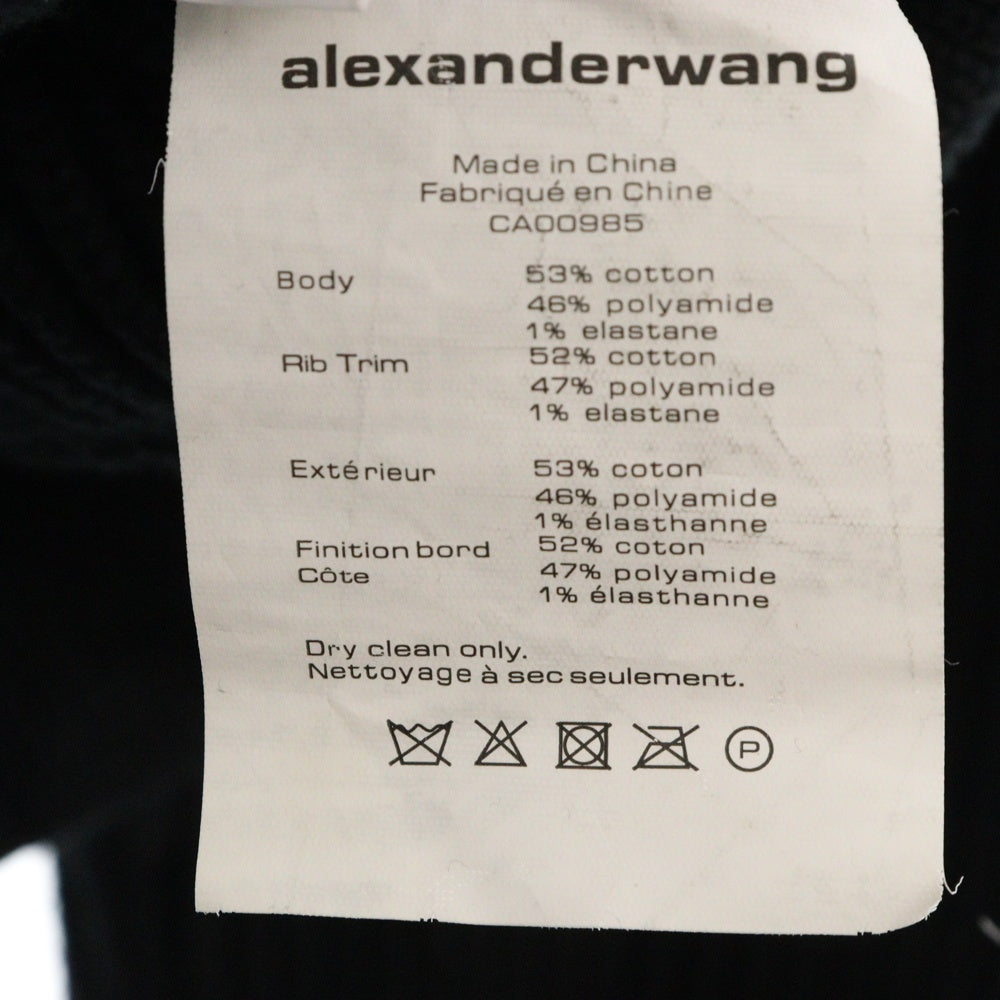 alexanderwang
Made in China
Fabriqué en Chine
CA00985
Body 53% cotton
46% polyamide
1% elastane
Rib Trim 52% cotton
47% polyamide
1% elastane
Extérieur 53% coton
46% polyamide
1% élasthanne
Finition bord 52% coton
Côte 47% polyamide
1% élasthanne
Dry clean only.
Nettoyage à sec seulement.
P